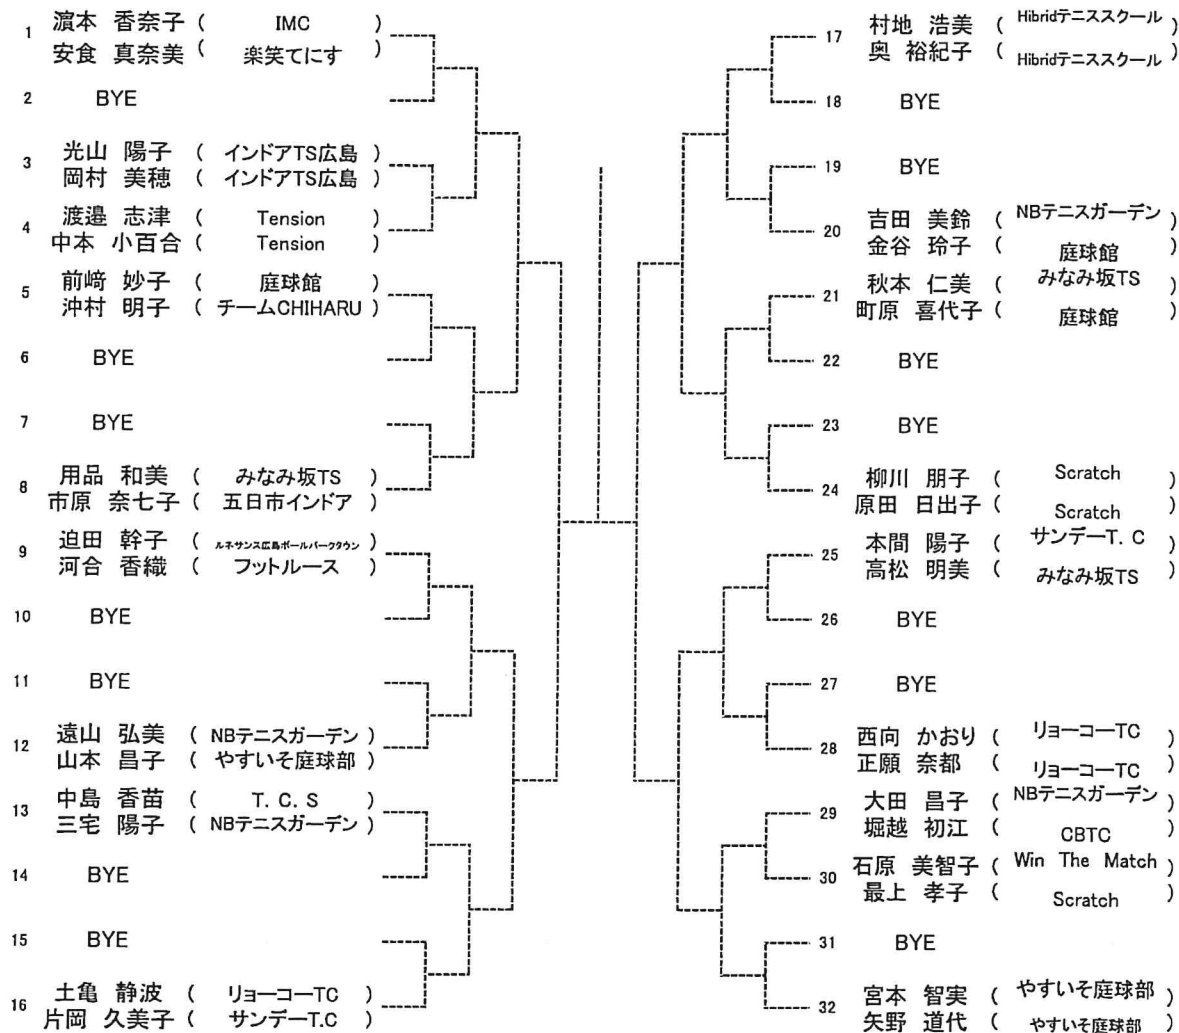 1 濵本 香奈子 ( IMC )
安食 真奈美 ( 楽笑てにす )
2 BYE
3 光山 陽子 ( インドアTS広島 )
岡村 美穂 ( インドアTS広島 )
4 渡邉 志津 ( Tension )
中本 小百合 ( Tension )
5 前﨑 妙子 ( 庭球館 )
沖村 明子 ( チームCHIHARU )
6 BYE
7 BYE
8 用品 和美 ( みなみ坂TS )
市原 奈七子 ( 五日市インドア )
9 迫田 幹子 ( ルネサンス広島ボールパークタウン )
河合 香織 ( フットルース )
10 BYE
11 BYE
12 遠山 弘美 ( NBテニスガーデン )
山本 昌子 ( やすいそ庭球部 )
13 中島 香苗 ( T. C. S )
三宅 陽子 ( NBテニスガーデン )
14 BYE
15 BYE
16 土亀 静波 ( リョーコーTC )
片岡 久美子 ( サンデーT.C )
17 村地 浩美 ( Hibridテニススクール )
奥 裕紀子 ( Hibridテニススクール )
18 BYE
19 BYE
20 吉田 美鈴 ( NBテニスガーデン )
金谷 玲子 ( 庭球館 )
21 秋本 仁美 ( みなみ坂TS )
町原 喜代子 ( 庭球館 )
22 BYE
23 BYE
24 柳川 朋子 ( Scratch )
原田 日出子 ( Scratch )
25 本間 陽子 ( サンデーT. C )
高松 明美 ( みなみ坂TS )
26 BYE
27 BYE
28 西向 かおり ( リョーコーTC )
正願 奈都 ( リョーコーTC )
29 大田 昌子 ( NBテニスガーデン )
堀越 初江 ( CBTC )
30 石原 美智子 ( Win The Match )
最上 孝子 ( Scratch )
31 BYE
32 宮本 智実 ( やすいそ庭球部 )
矢野 道代 ( やすいそ庭球部 )